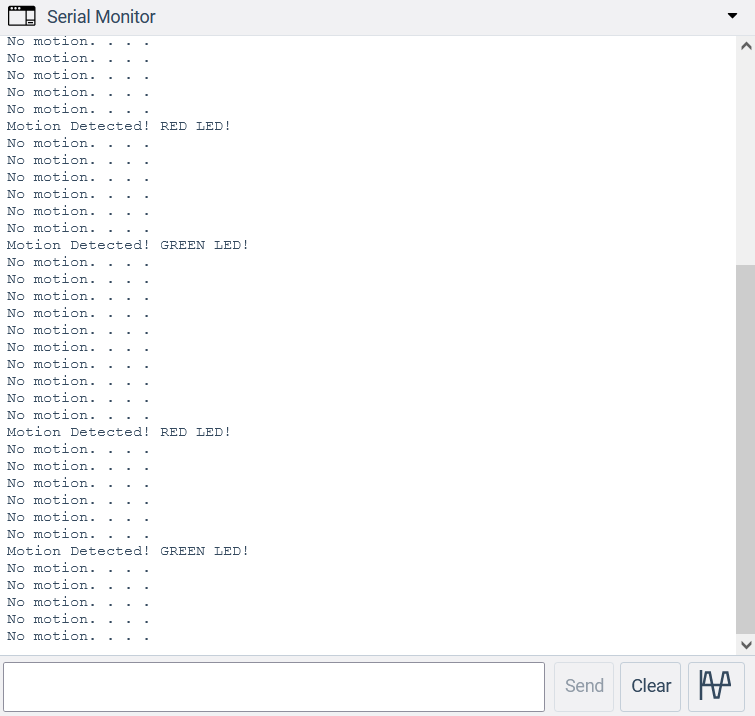 Serial Monitor
No motion. . . .
No motion. . . .
No motion. . . .
No motion. . . .
No motion. . . .
Motion Detected! RED LED!
No motion. . . .
No motion. . . .
No motion. . . .
No motion. . . .
No motion. . . .
No motion. . . .
Motion Detected! GREEN LED!
No motion. . . .
No motion. . . .
No motion. . . .
No motion. . . .
No motion. . . .
No motion. . . .
No motion. . . .
No motion. . . .
No motion. . . .
No motion. . . .
Motion Detected! RED LED!
No motion. . . .
No motion. . . .
No motion. . . .
No motion. . . .
No motion. . . .
No motion. . . .
Motion Detected! GREEN LED!
No motion. . . .
No motion. . . .
No motion. . . .
No motion. . . .
No motion. . . .
Send Clear